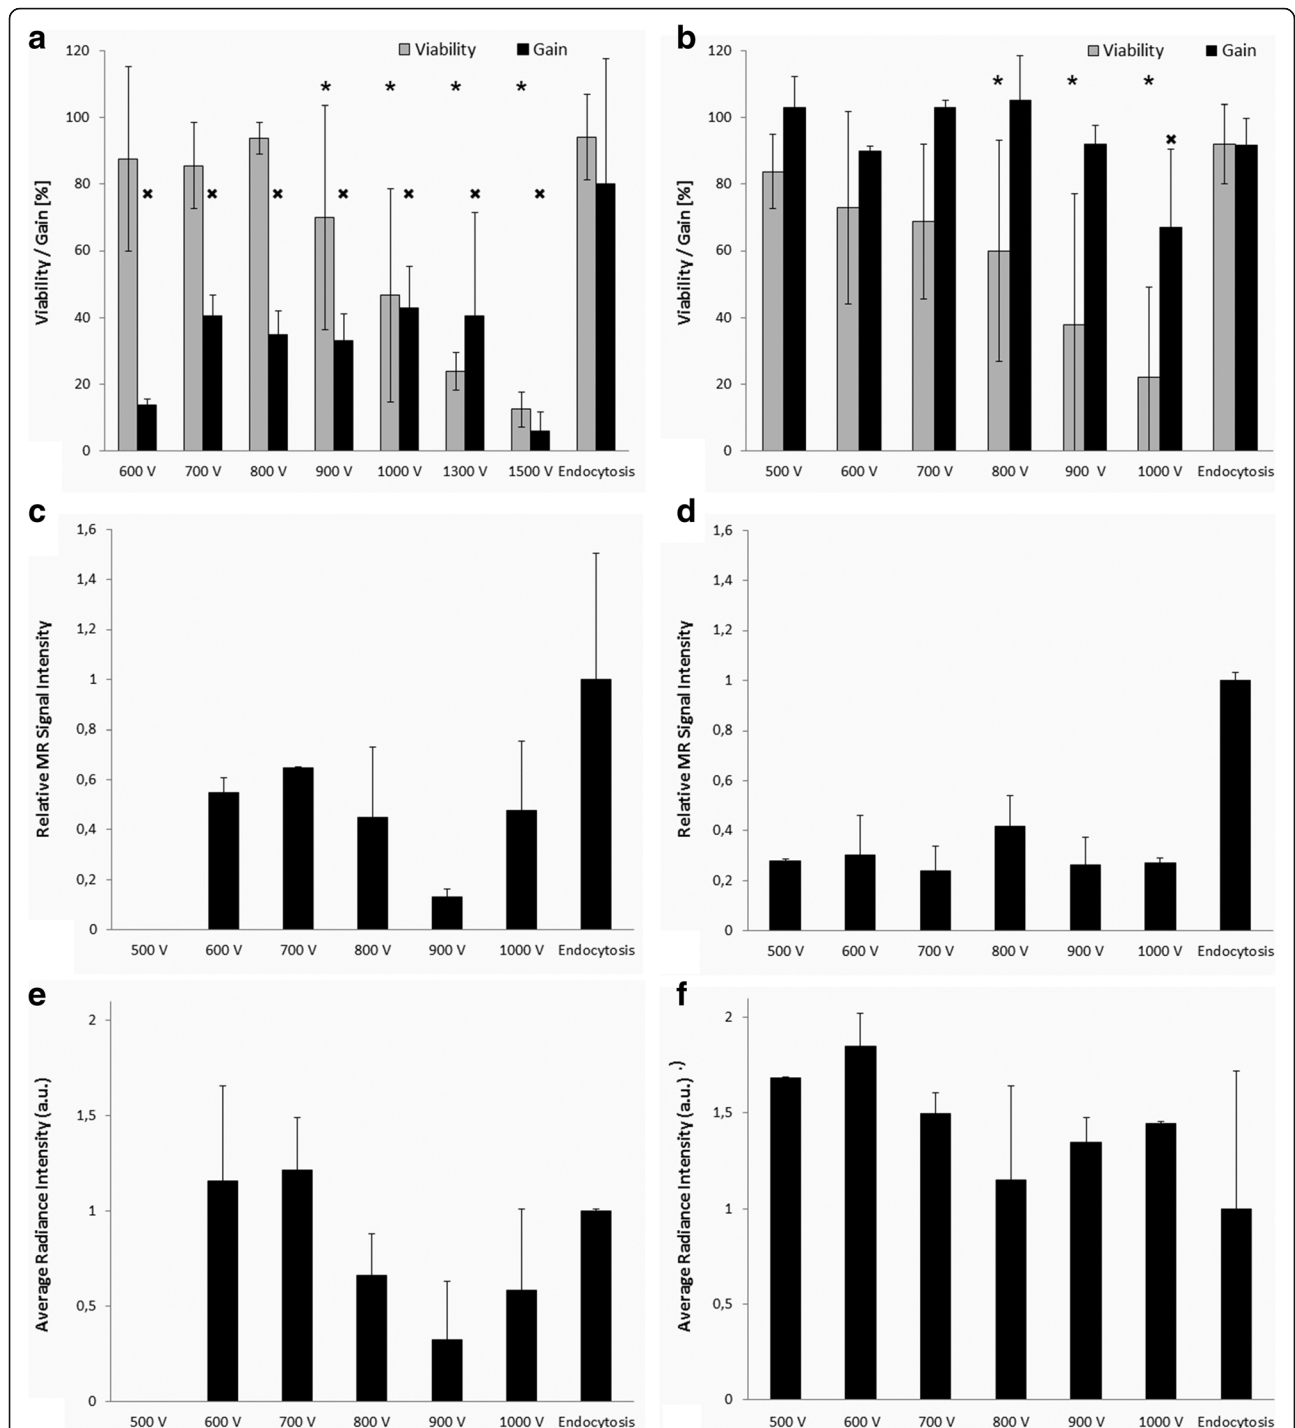 a
Viability Gain
Viability / Gain [%]
120
100
80
60
40
20
0
* * * *
✖ ✖ ✖ ✖ ✖ ✖ ✖
600 V 700 V 800 V 900 V 1000 V 1300 V 1500 V Endocytosis
b
Viability Gain
Viability / Gain [%]
120
100
80
60
40
20
0
* * *
✖
500 V 600 V 700 V 800 V 900 V 1000 V Endocytosis
c
Relative MR Signal Intensity
1,6
1,4
1,2
1
0,8
0,6
0,4
0,2
0
500 V 600 V 700 V 800 V 900 V 1000 V Endocytosis
d
Relative MR Signal Intensity
1,6
1,4
1,2
1
0,8
0,6
0,4
0,2
0
500 V 600 V 700 V 800 V 900 V 1000 V Endocytosis
e
Average Radiance Intensity (a.u.)
2
1,5
1
0,5
0
500 V 600 V 700 V 800 V 900 V 1000 V Endocytosis
f
Average Radiance Intensity (a.u.) .)
2
1,5
1
0,5
0
500 V 600 V 700 V 800 V 900 V 1000 V Endocytosis